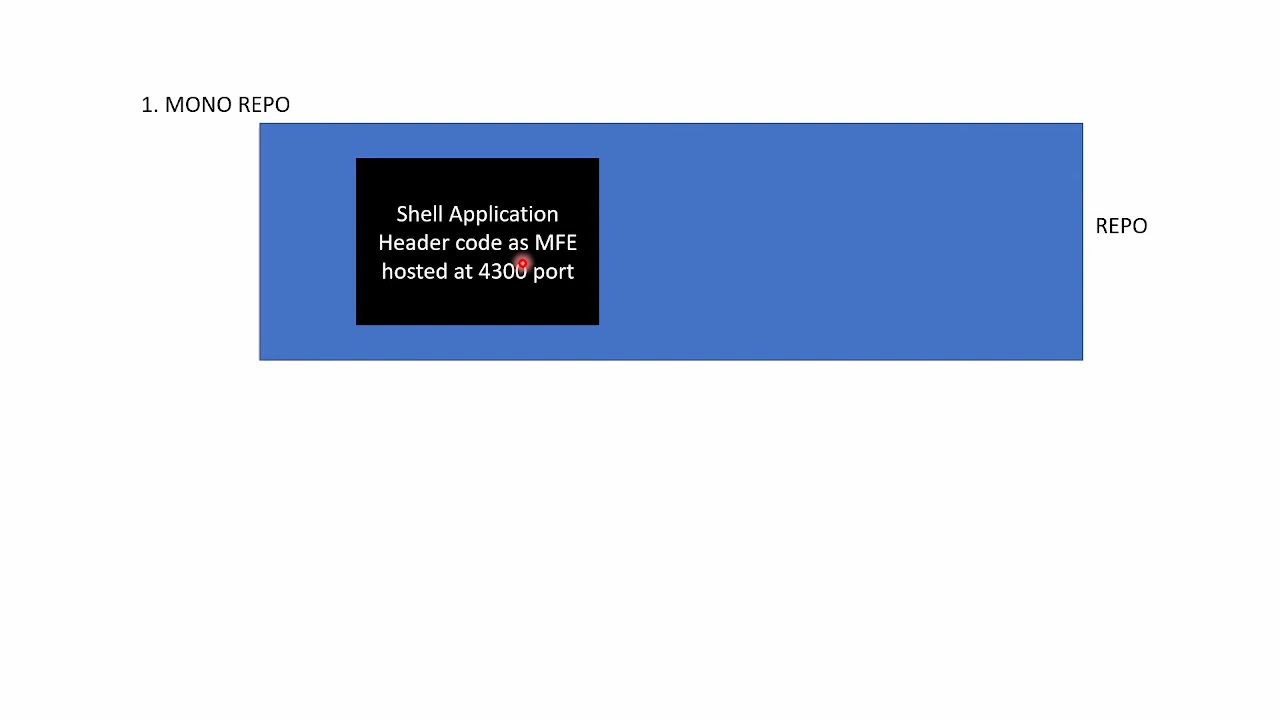 1. MONO REPO
Shell Application
Header code as MFE
hosted at 4300 port
REPO